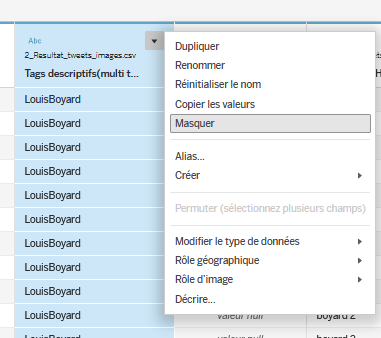 Abc
2_Resultat_tweets_images.csv
Tags descriptifs(multi t...
LouisBoyard
LouisBoyard
LouisBoyard
LouisBoyard
LouisBoyard
LouisBoyard
LouisBoyard
LouisBoyard
LouisBoyard
LouisBoyard
LouisBoyard
Dupliquer
Renommer
Réinitialiser le nom
Copier les valeurs
Masquer
Alias...
Créer
Permuter (sélectionnez plusieurs champs)
Modifier le type de données
Rôle géographique
Rôle d'image
Décrire...
valeur null
boyard 2
valeur null
boyard 2